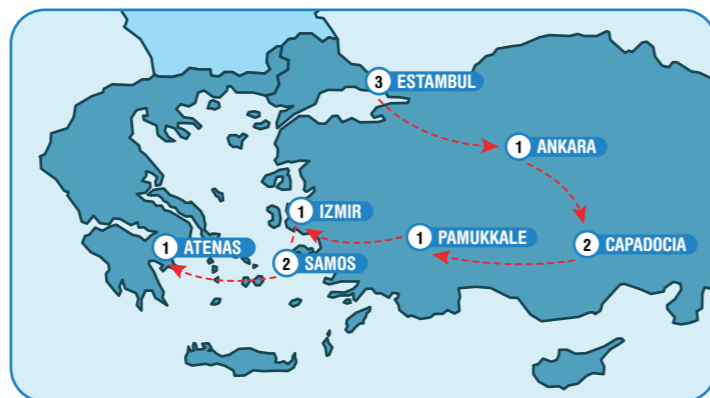 3 ESTAMBUL
1 ANKARA
1 IZMIR
1 PAMUKKALE
2 CAPADOCIA
1 ATENAS
2 SAMOS